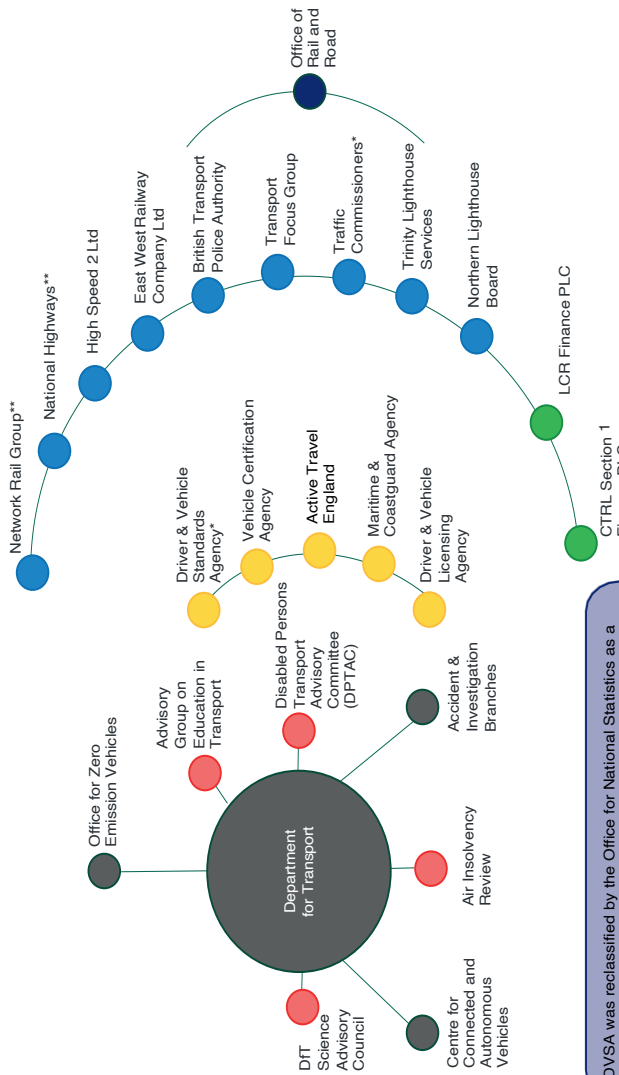 Office for Zero
Emission Vehicles
Advisory
Group on
Education in
Transport
Disabled Persons
Transport
Advisory
Committee
(DPTAC)
Accident &
Investigation
Branches
Air Insolvency
Review
Centre for
Connected and
Autonomous
Vehicles
DfT
Science
Advisory
Council
Department
for Transport
Driver & Vehicle
Standards
Agency*
Vehicle Certification
Agency
Active Travel
England
Maritime &
Coastguard Agency
Driver & Vehicle
Licensing
Agency
Network Rail Group**
National Highways**
High Speed 2 Ltd
East West Railway
Company Ltd
British Transport
Police Authority
Transport
Focus Group
Traffic
Commissioners*
Trinity Lighthouse
Services
Northern Lighthouse
Board
LCR Finance PLC
CTRL Section 1
Office of
Rail and
Road
DVSA was reclassified by the Office for National Statistics as a